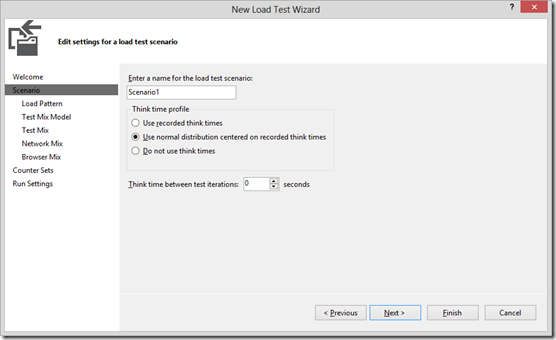 New Load Test Wizard
?
Edit settings for a load test scenario
Welcome
Scenario
Load Pattern
Test Mix Model
Test Mix
Network Mix
Browser Mix
Counter Sets
Run Settings
Enter a name for the load test scenario:
Scenario1
Think time profile
Use recorded think times
Use normal distribution centered on recorded think times
Do not use think times
Think time between test iterations: 0 seconds
< Previous Next > Finish Cancel